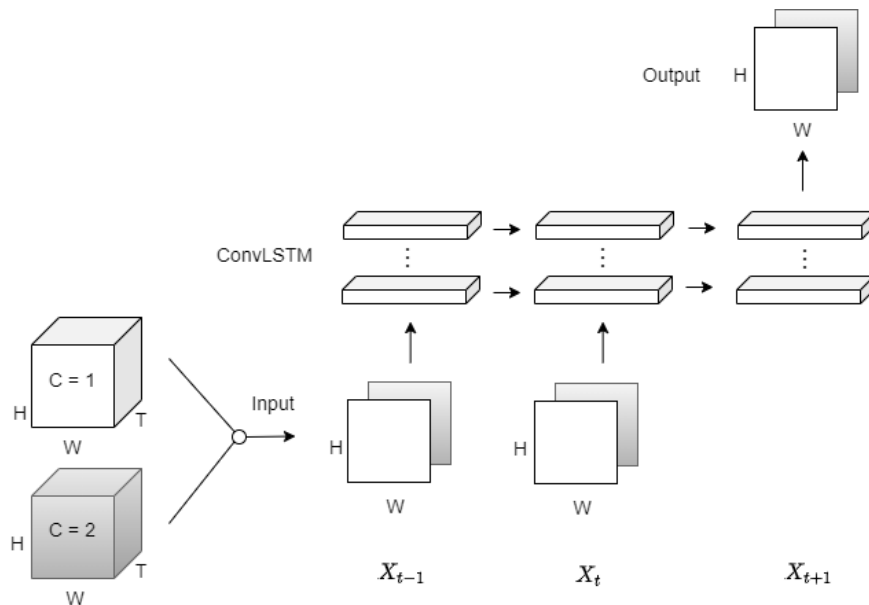 Output
H
W
ConvLSTM
⋮
⋮
⋮
C = 1
H
T
W
Input
C = 2
H
T
W
H
W
H
W
X_{t-1}
X_t
X_{t+1}